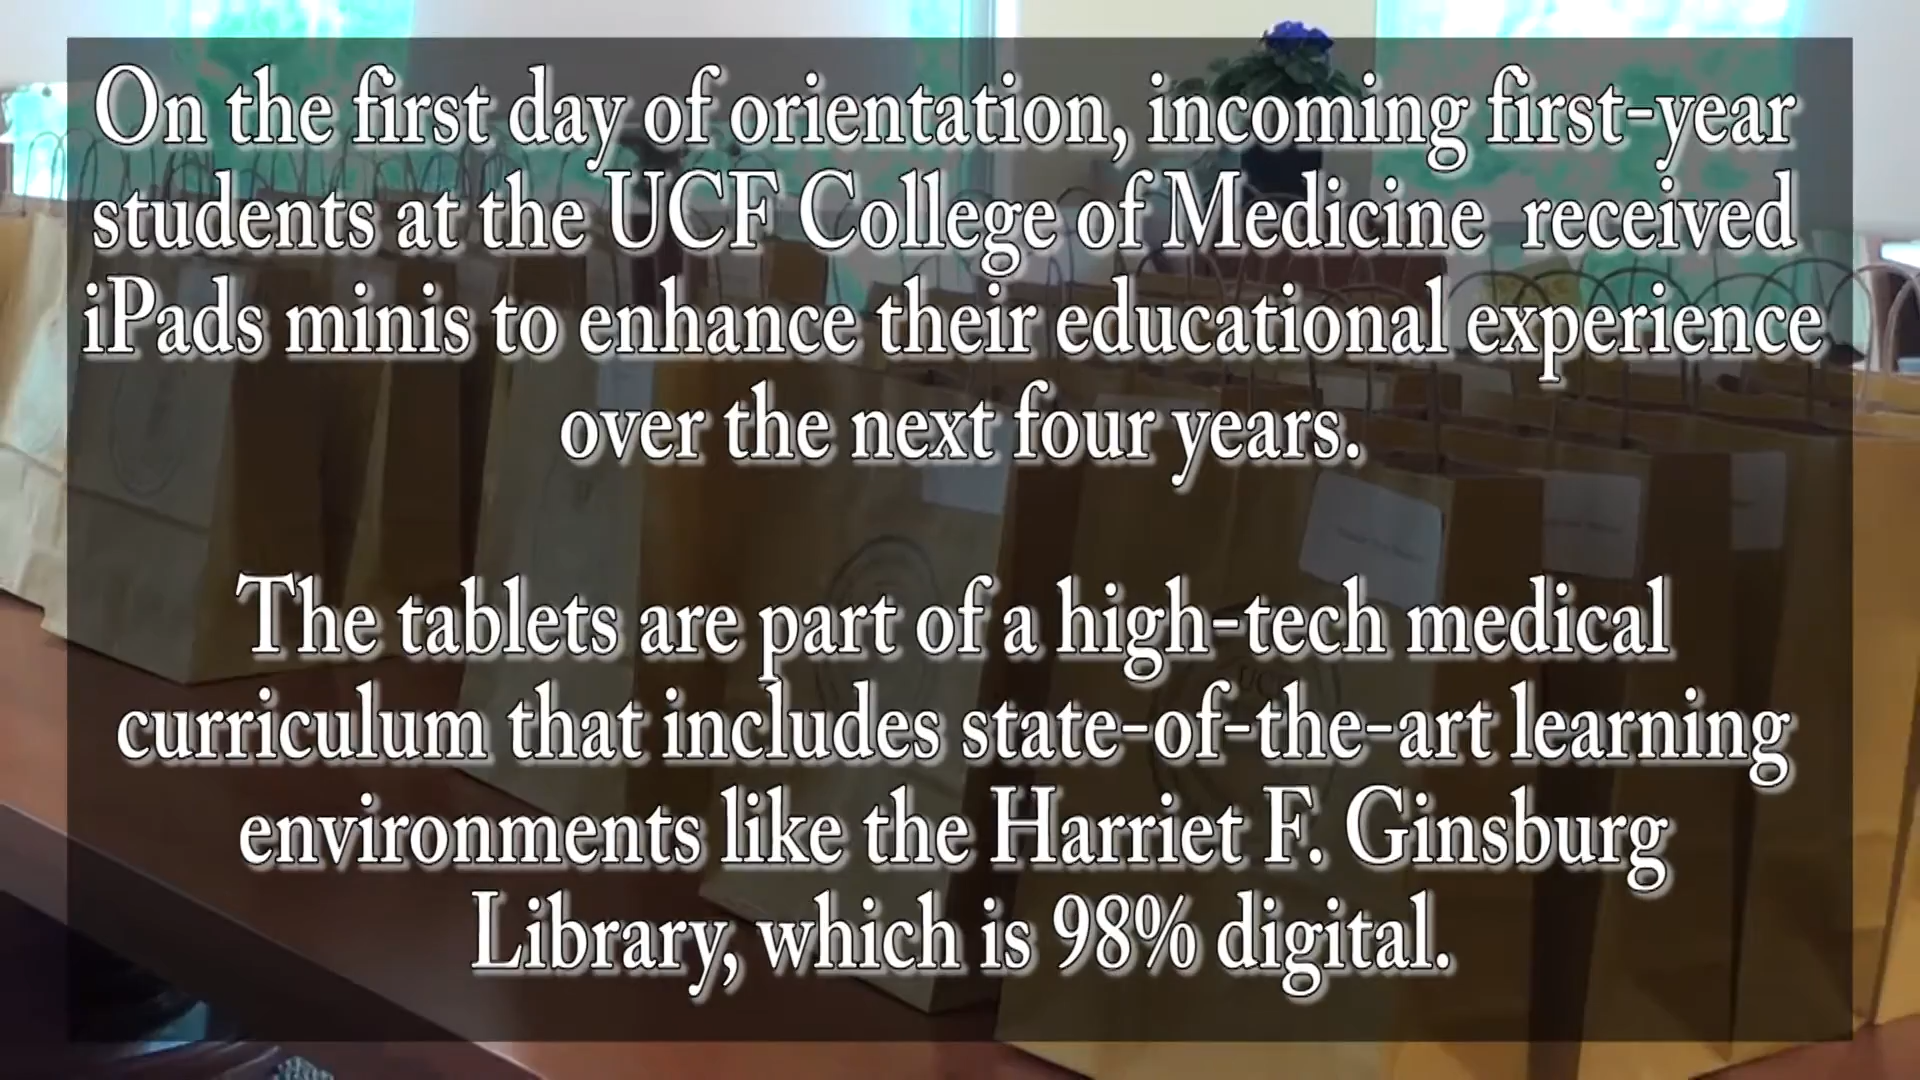 On the first day of orientation, incoming first-year
students at the UCF College of Medicine received
iPads minis to enhance their educational experience
over the next four years.
The tablets are part of a high-tech medical
curriculum that includes state-of-the-art learning
environments like the Harriet F. Ginsburg
Library, which is 98% digital.
UCF